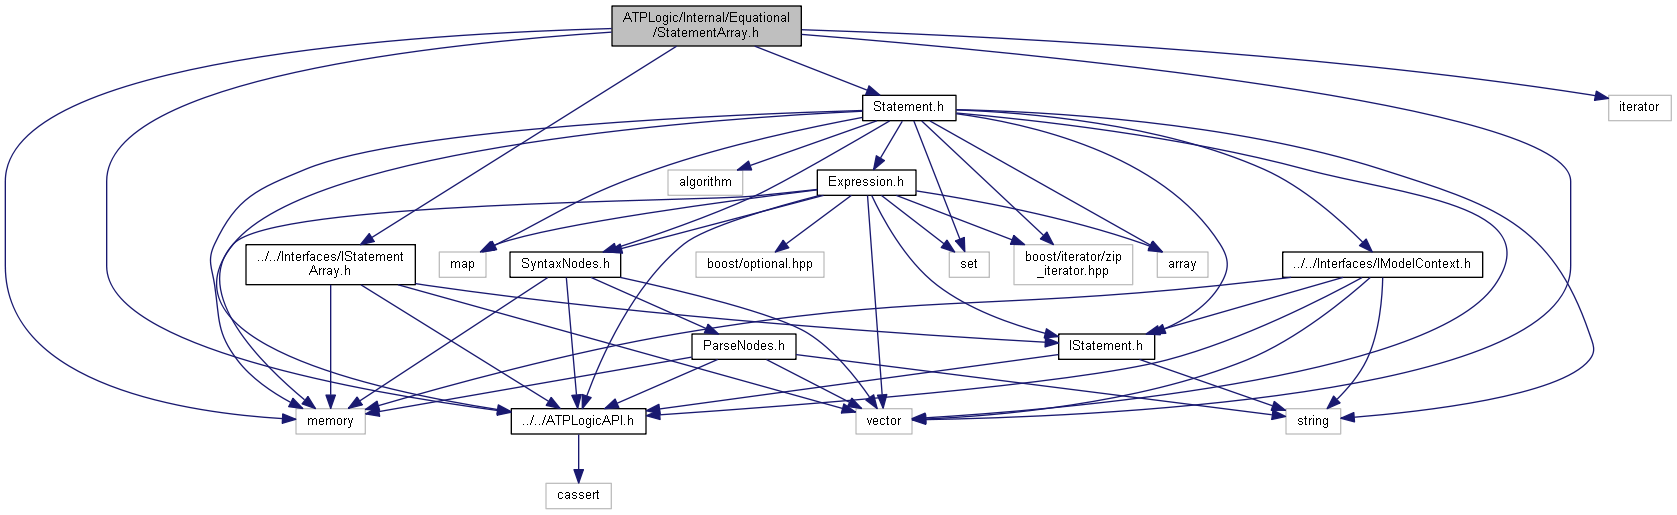 ATPLogic/Internal/Equational
/StatementArray.h
iterator
Statement.h
algorithm
Expression.h
../../Interfaces/IStatement
Array.h
map
SyntaxNodes.h
boost/optional.hpp
set
boost/iterator/zip
_iterator.hpp
array
../../Interfaces/IModelContext.h
ParseNodes.h
IStatement.h
memory
../../ATPLogicAPI.h
vector
string
cassert